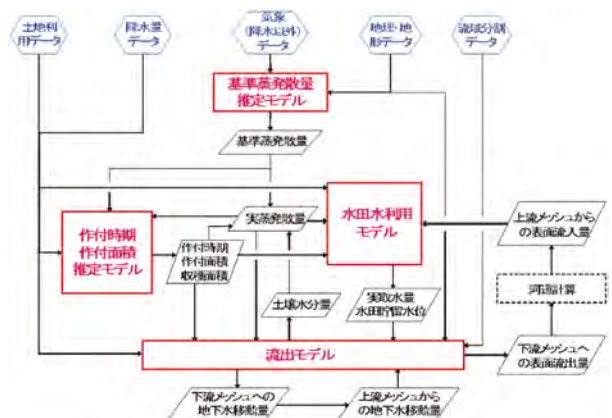 土地利
用データ
降水量
データ
気象
(降水以外)
データ
地理・地
形データ
流域分割
データ
基準蒸発散量
推定モデル
基準蒸発散量
実蒸発散量
水田水利用
モデル
上流メッシュから
の表面流入量
作付時期
作付面積
推定モデル
作付時期
作付面積
収穫面積
土壌水分量
実取水量
水田貯留水位
河道計算
流出モデル
下流メッシュへ
の表面流出量
下流メッシュへの
地下水移動量
上流メッシュから
の地下水移動量